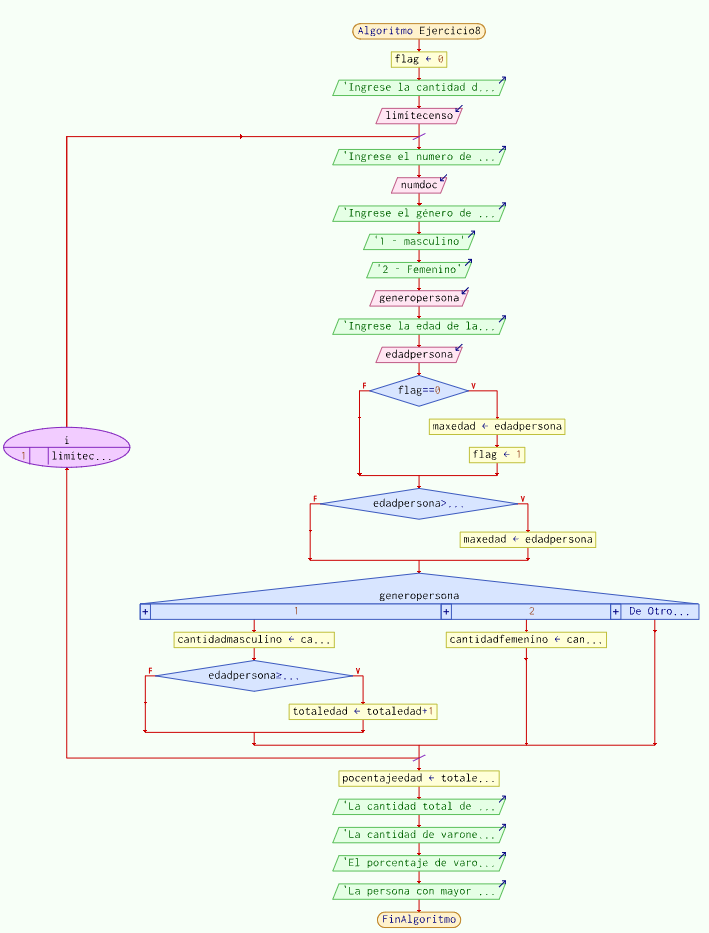 Algoritmo Ejercicio8
flag ← 0
'Ingrese la cantidad d...
limitecenso
'Ingrese el numero de ...
numdoc
'Ingrese el género de ...
'1 - masculino'
'2 - Femenino'
generopersona
'Ingrese la edad de la...
edadpersona
F flag==0 V
maxedad ← edadpersona
i
1 limitec...
flag ← 1
F edadpersona>... V
maxedad ← edadpersona
generopersona
+ 1 + 2 + De Otro...
cantidadmasculino ← ca... cantidadfemenino ← can...
F edadpersona≥... V
totaledad ← totaledad+1
pocentajeedad ← totale...
'La cantidad total de ...
'La cantidad de varone...
'El porcentaje de varo...
'La persona con mayor ...
FinAlgoritmo